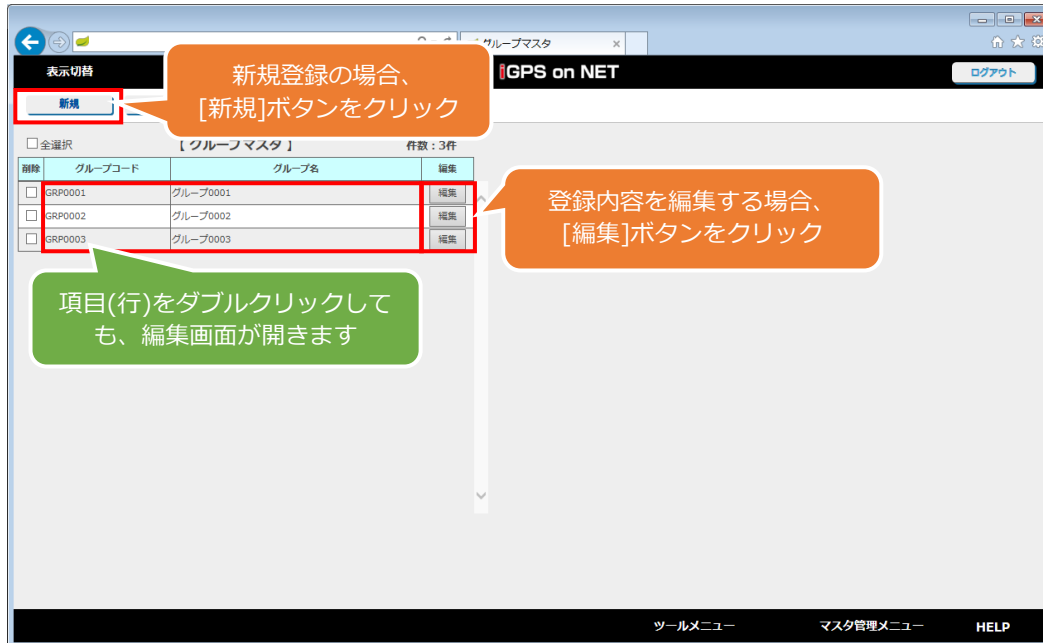 グループマスタ
表示切替
iGPS on NET
ログアウト
新規
新規登録の場合、
[新規]ボタンをクリック
全選択
【 グループマスタ 】
件数：3件
削除 グループコード グループ名 編集
GRP0001 グループ0001 編集
GRP0002 グループ0002 編集
GRP0003 グループ0003 編集
登録内容を編集する場合、
[編集]ボタンをクリック
項目(行)をダブルクリックして
も、編集画面が開きます
ツールメニュー マスタ管理メニュー HELP